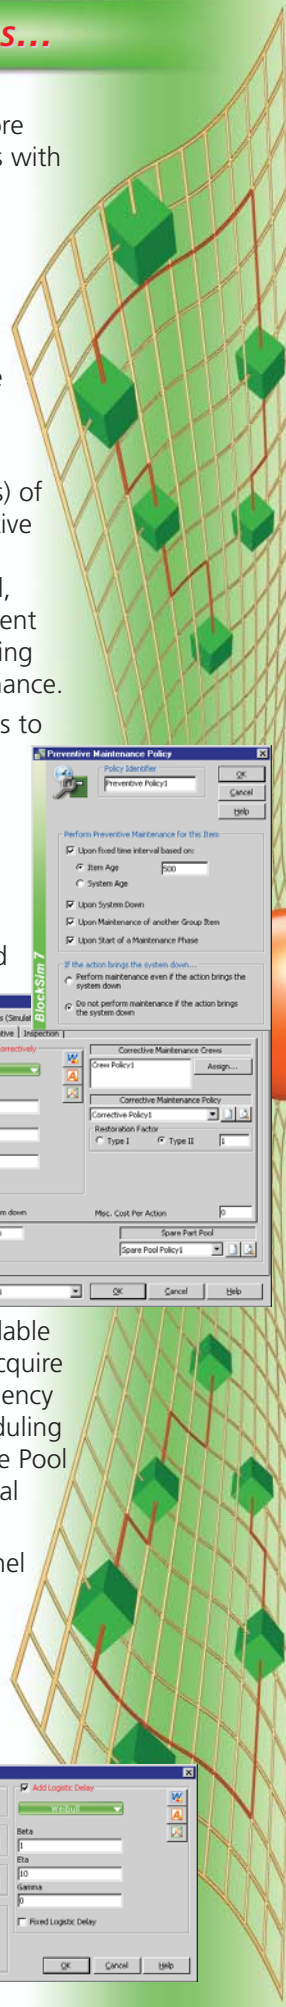 s...
ore
s with
e
s) of
tive
l,
ent
ing
nance.
s to
Preventive Maintenance Policy
Policy Identifier
Preventive Policy1
OK
Cancel
Help
Perform Preventive Maintenance for this Item
Upon fixed time interval based on:
Item Age
500
System Age
Upon System Down
Upon Maintenance of another Group Item
Upon Start of a Maintenance Phase
If the action brings the system down...
Perform maintenance even if the action brings the
system down
Do not perform maintenance if the action brings
the system down
BlockSim 7
d
s (Simulat
tive
Inspection
orrectively
W
A
Corrective Maintenance Crews
Crew Policy1
Assign...
Corrective Maintenance Policy
Corrective Policy1
Restoration Factor
Type I
Type II
1
m down
Misc. Cost Per Action
0
Spare Part Pool
Spare Pool Policy1
OK
Cancel
Help
lable
cquire
ency
duling
e Pool
al
nel
Add Logistic Delay
Weibull
W
A
Beta
1
Eta
10
Gamma
0
Fixed Logistic Delay
OK
Cancel
Help